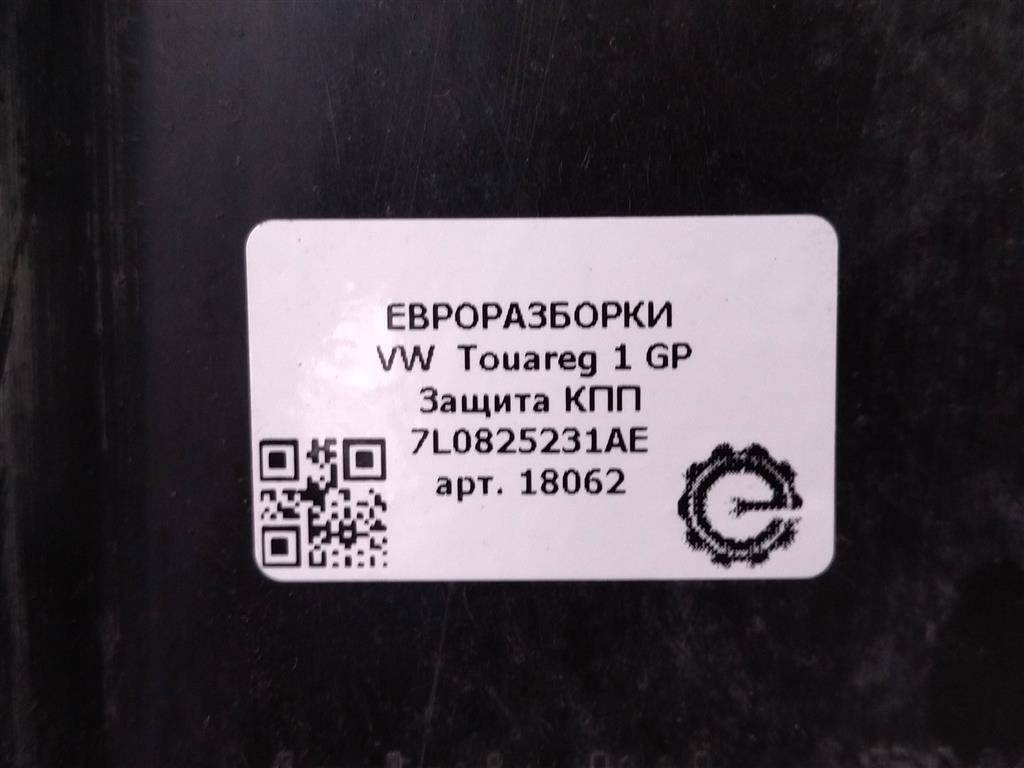 ЕВРОРАЗБОРКИ
VW Touareg 1 GP
Защита КПП
7L0825231AE
арт. 18062